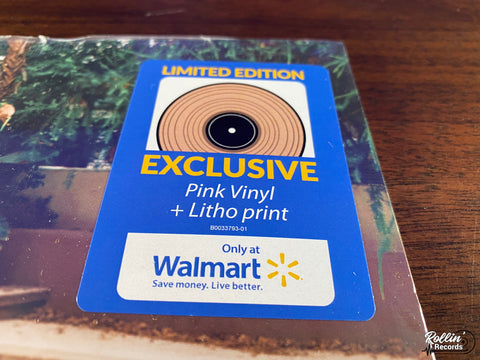 LIMITED EDITION
EXCLUSIVE
Pink Vinyl
+ Litho print
B0033793-01
Only at
Walmart
Save money. Live better.
Rollin'
Records